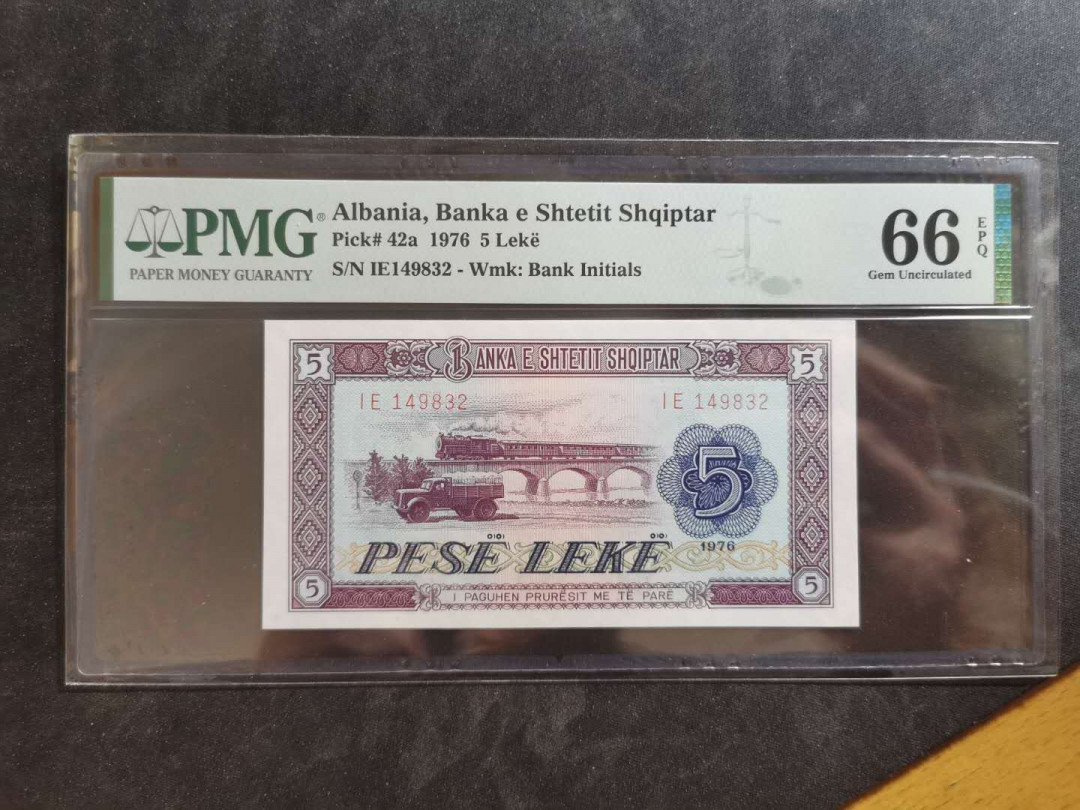 PMG®
PAPER MONEY GUARANTY
Albania, Banka e Shtetit Shqiptar
Pick# 42a 1976 5 Lekë
S/N IE149832 - Wmk: Bank Initials
66
EPQ
Gem Uncirculated
5 BANKA E SHTETIT SHQIPTAR 5
IE 149832 IE 149832
5
PESË LEKË 1976
5 I PAGUHEN PRURËSIT ME TË PARË 5